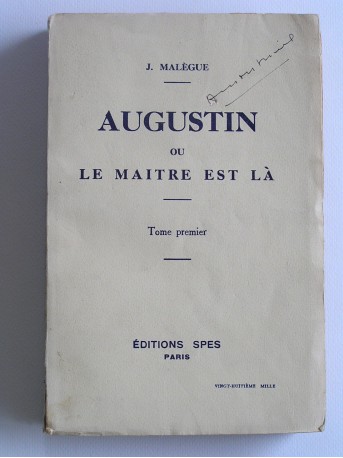 J. MALÈGUE
AUGUSTIN
OU
LE MAITRE EST LÀ
Tome premier
ÉDITIONS SPES
PARIS
VINGT-HUITIÈME MILLE